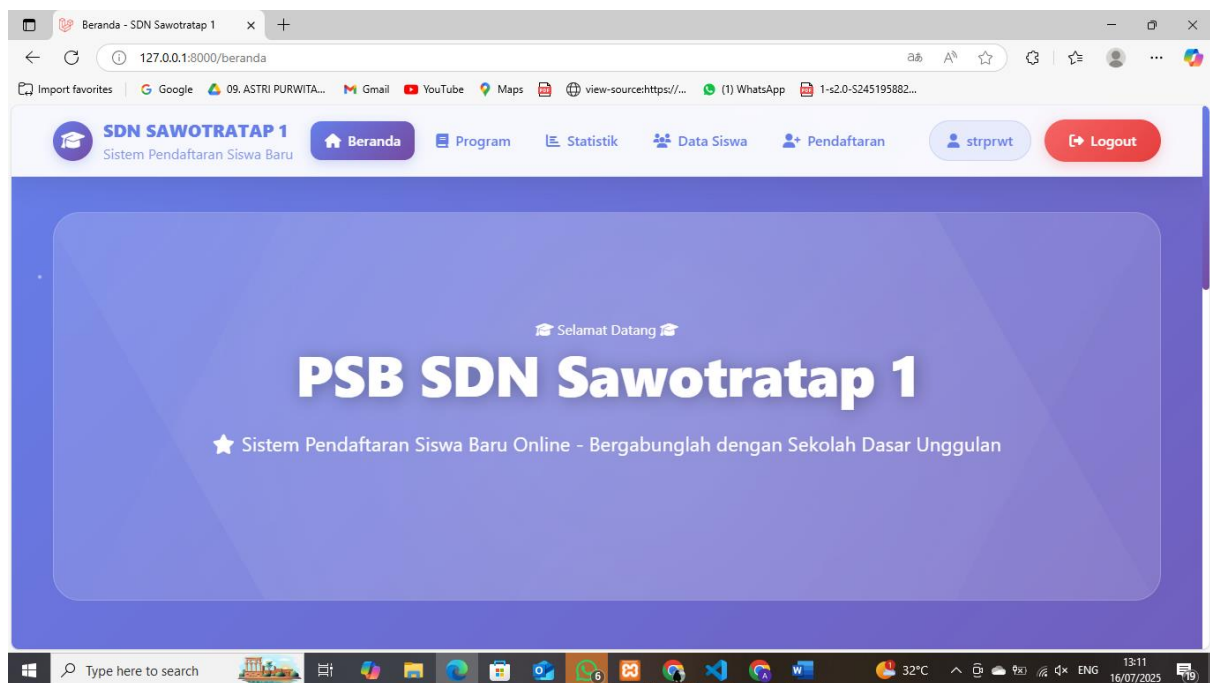 Beranda - SDN Sawotratap 1
127.0.0.1:8000/beranda
Import favorites
Google
09. ASTRI PURWITA...
Gmail
YouTube
Maps
view-source:https://...
(1) WhatsApp
1-s2.0-S245195882...
SDN SAWOTRATAP 1
Sistem Pendaftaran Siswa Baru
Beranda
Program
Statistik
Data Siswa
Pendaftaran
strprwt
Logout
Selamat Datang
PSB SDN Sawotratap 1
Sistem Pendaftaran Siswa Baru Online - Bergabunglah dengan Sekolah Dasar Unggulan
Type here to search
6
32°C
ENG
13:11
16/07/2025
19